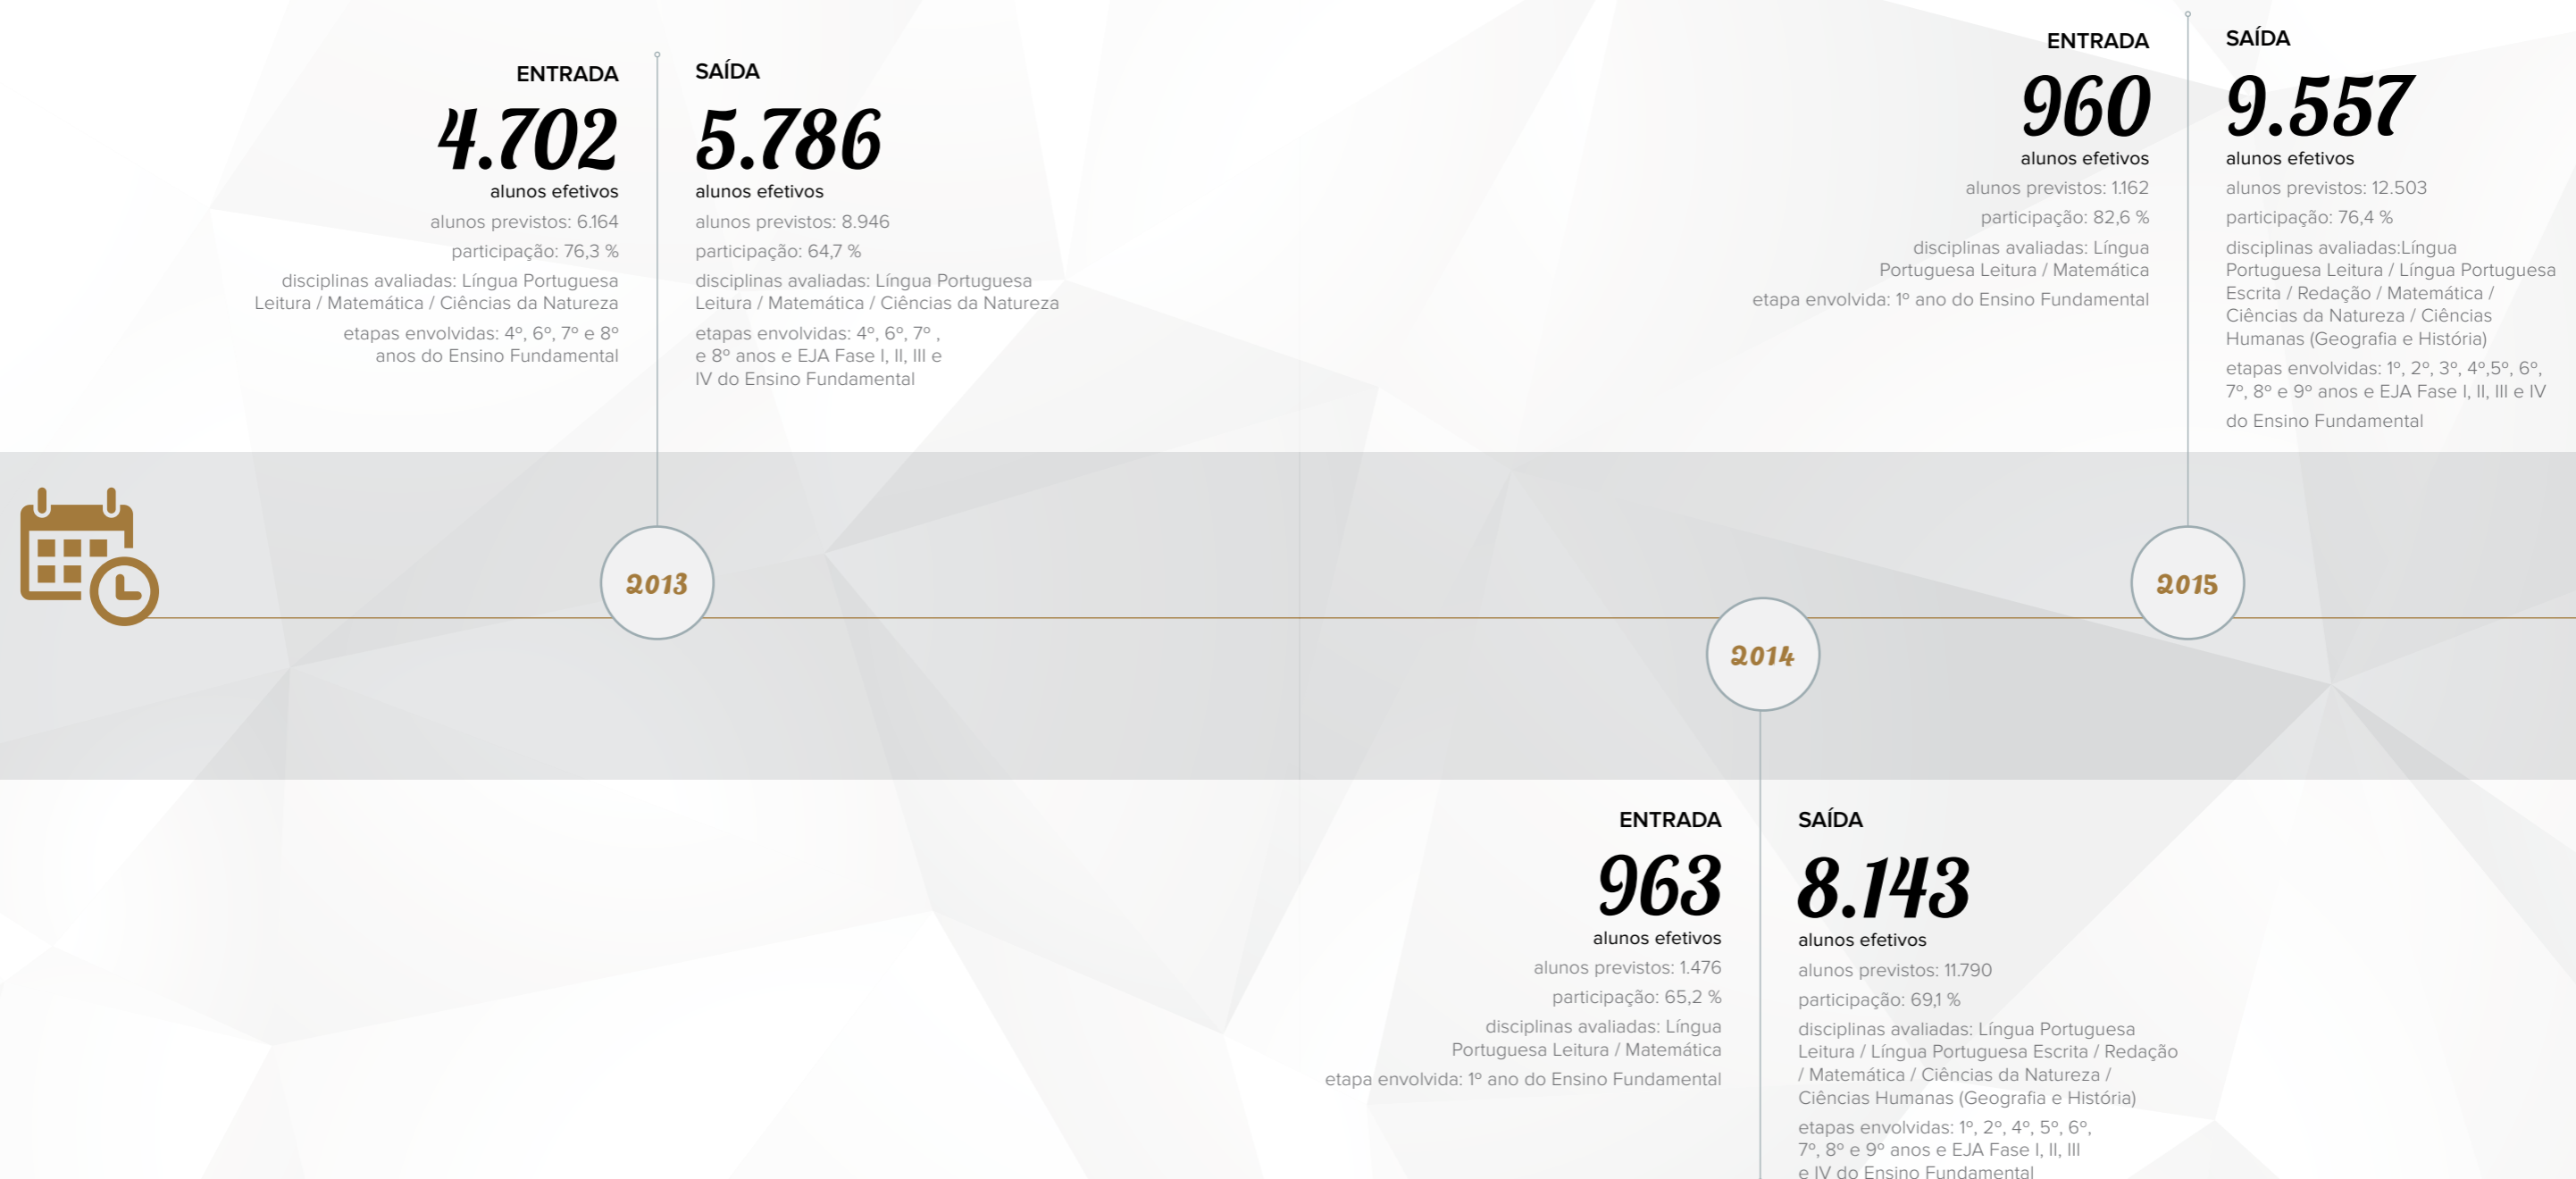 ENTRADA
4.702
alunos efetivos
alunos previstos: 6.164
participação: 76,3 %
disciplinas avaliadas: Língua Portuguesa
Leitura / Matemática / Ciências da Natureza
etapas envolvidas: 4º, 6º, 7º e 8º
anos do Ensino Fundamental
SAÍDA
5.786
alunos efetivos
alunos previstos: 8.946
participação: 64,7 %
disciplinas avaliadas: Língua Portuguesa
Leitura / Matemática / Ciências da Natureza
etapas envolvidas: 4º, 6º, 7º ,
e 8º anos e EJA Fase I, II, III e
IV do Ensino Fundamental
2013
ENTRADA
963
alunos efetivos
alunos previstos: 1.476
participação: 65,2 %
disciplinas avaliadas: Língua
Portuguesa Leitura / Matemática
etapa envolvida: 1º ano do Ensino Fundamental
SAÍDA
8.143
alunos efetivos
alunos previstos: 11.790
participação: 69,1 %
disciplinas avaliadas: Língua Portuguesa
Leitura / Língua Portuguesa Escrita / Redação
/ Matemática / Ciências da Natureza /
Ciências Humanas (Geografia e História)
etapas envolvidas: 1º, 2º, 4º, 5º, 6º,
7º, 8º e 9º anos e EJA Fase I, II, III
e IV do Ensino Fundamental
2014
ENTRADA
960
alunos efetivos
alunos previstos: 1.162
participação: 82,6 %
disciplinas avaliadas: Língua
Portuguesa Leitura / Matemática
etapa envolvida: 1º ano do Ensino Fundamental
SAÍDA
9.557
alunos efetivos
alunos previstos: 12.503
participação: 76,4 %
disciplinas avaliadas:Língua
Portuguesa Leitura / Língua Portuguesa
Escrita / Redação / Matemática /
Ciências da Natureza / Ciências
Humanas (Geografia e História)
etapas envolvidas: 1º, 2º, 3º, 4º,5º, 6º,
7º, 8º e 9º anos e EJA Fase I, II, III e IV
do Ensino Fundamental
2015